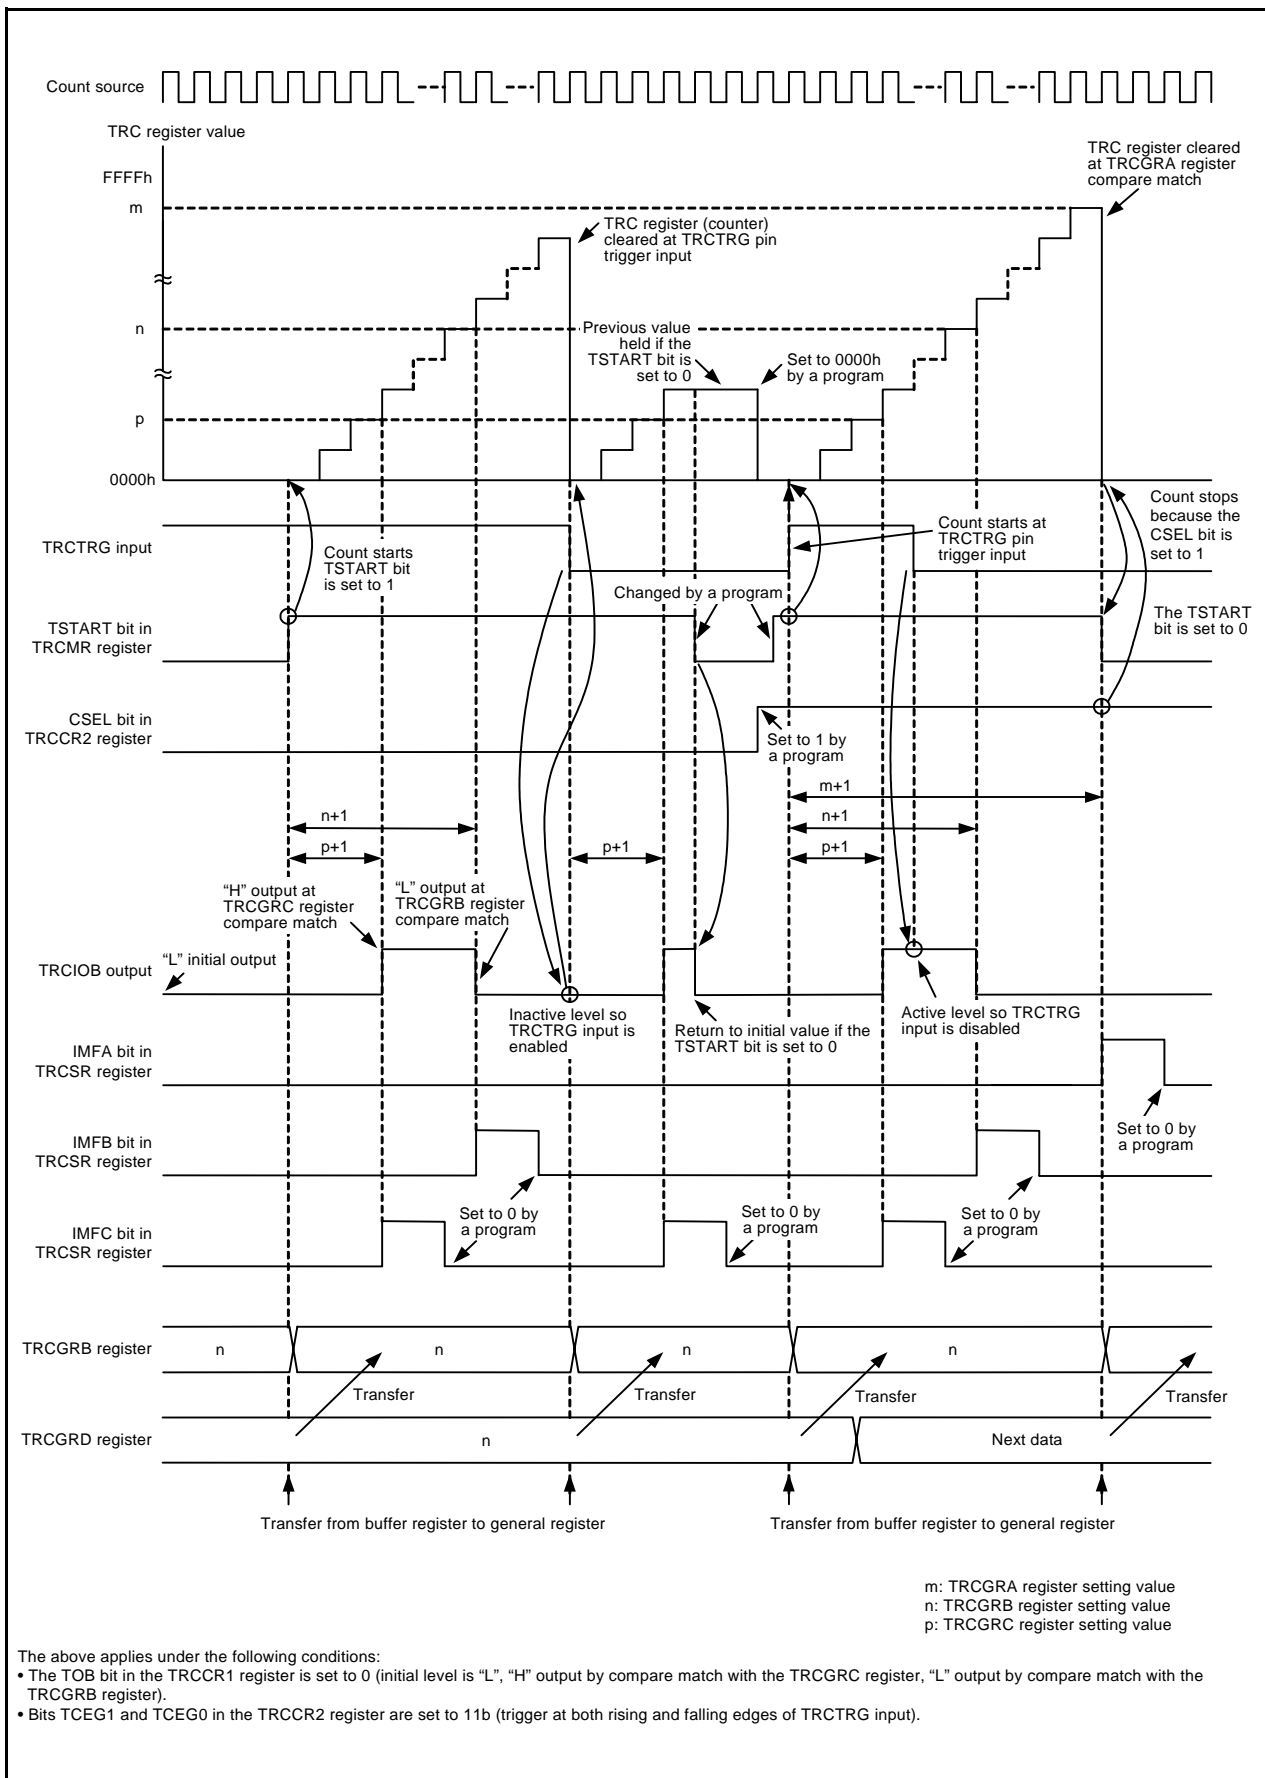 Count source
TRC register value
FFFFh
m
TRC register cleared
at TRCGRA register
compare match
TRC register (counter)
cleared at TRCTRG pin
trigger input
n
Previous value
held if the
TSTART bit is
set to 0
Set to 0000h
by a program
p
0000h
TRCTRG input
Count starts
TSTART bit
is set to 1
Count starts at
TRCTRG pin
trigger input
Count stops
because the
CSEL bit is
set to 1
Changed by a program
TSTART bit in
TRCMR register
The TSTART
bit is set to 0
CSEL bit in
TRCCR2 register
Set to 1 by
a program
m+1
n+1
n+1
p+1
p+1
p+1
“H” output at
TRCGRC register
compare match
“L” output at
TRCGRB register
compare match
“L” initial output
TRCIOB output
Inactive level so
TRCTRG input is
enabled
Return to initial value if the
TSTART bit is set to 0
Active level so TRCTRG
input is disabled
IMFA bit in
TRCSR register
Set to 0 by
a program
IMFB bit in
TRCSR register
Set to 0 by
a program
Set to 0 by
a program
Set to 0 by
a program
IMFC bit in
TRCSR register
TRCGRB register
n
n
n
n
Transfer
Transfer
Transfer
Transfer
TRCGRD register
n
Next data
Transfer from buffer register to general register
Transfer from buffer register to general register
m: TRCGRA register setting value
n: TRCGRB register setting value
p: TRCGRC register setting value
The above applies under the following conditions:
• The TOB bit in the TRCCR1 register is set to 0 (initial level is “L”, “H” output by compare match with the TRCGRC register, “L” output by compare match with the
TRCGRB register).
• Bits TCEG1 and TCEG0 in the TRCCR2 register are set to 11b (trigger at both rising and falling edges of TRCTRG input).